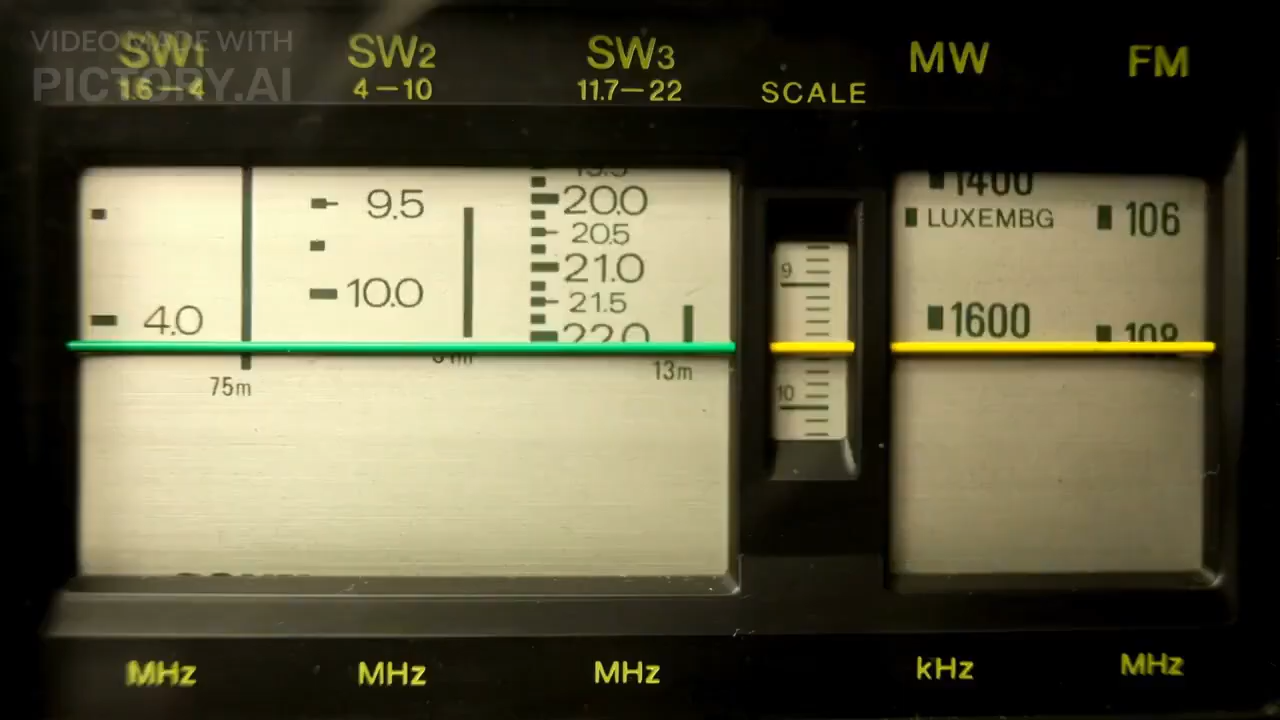 VIDEO MADE WITH
PICTORY.AI
SW1 SW2 SW3 MW FM
1.6–4 4–10 11.7–22 SCALE
1400
9.5 20.0 LUXEMBG 106
20.5
21.0 9
10.0 21.5
4.0 22.0 1600 108
75m 13m
10
MHz MHz MHz kHz MHz